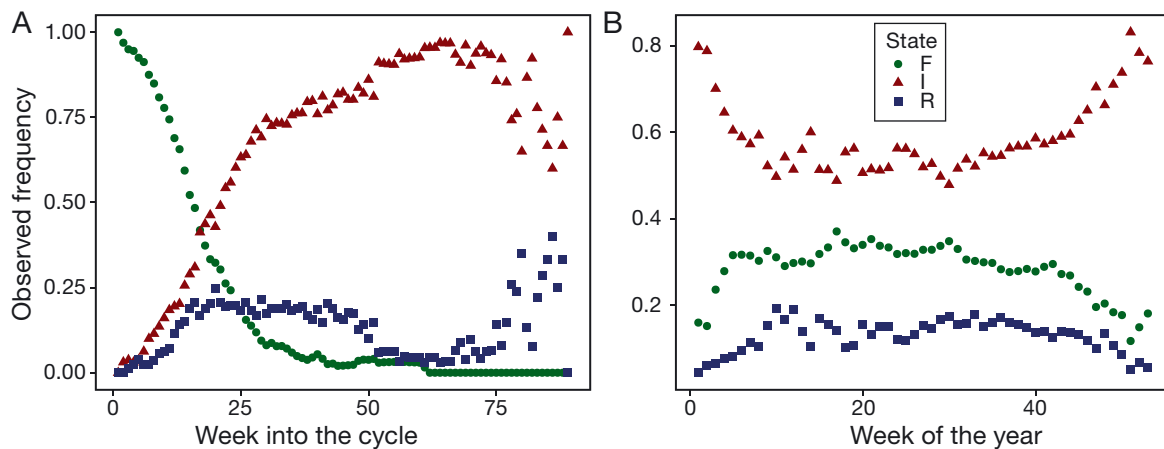 A
Observed frequency
1.00
0.75
0.50
0.25
0.00
0
25
50
75
Week into the cycle
B
State
F
I
R
0.8
0.6
0.4
0.2
0
20
40
Week of the year